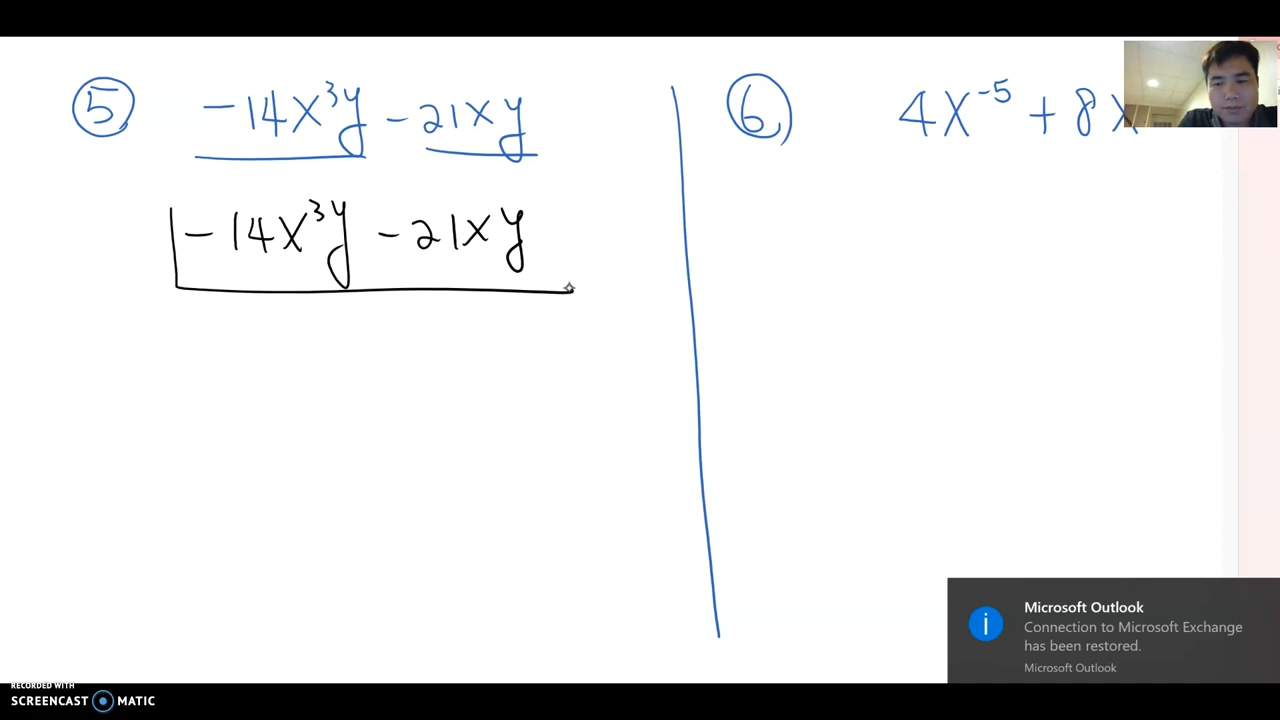 5. -14x³y - 21xy
-14x³y - 21xy
6. 4x⁻⁵ + 8x
Microsoft Outlook
Connection to Microsoft Exchange
has been restored.
Microsoft Outlook
RECORDED WITH
SCREENCAST MATIC